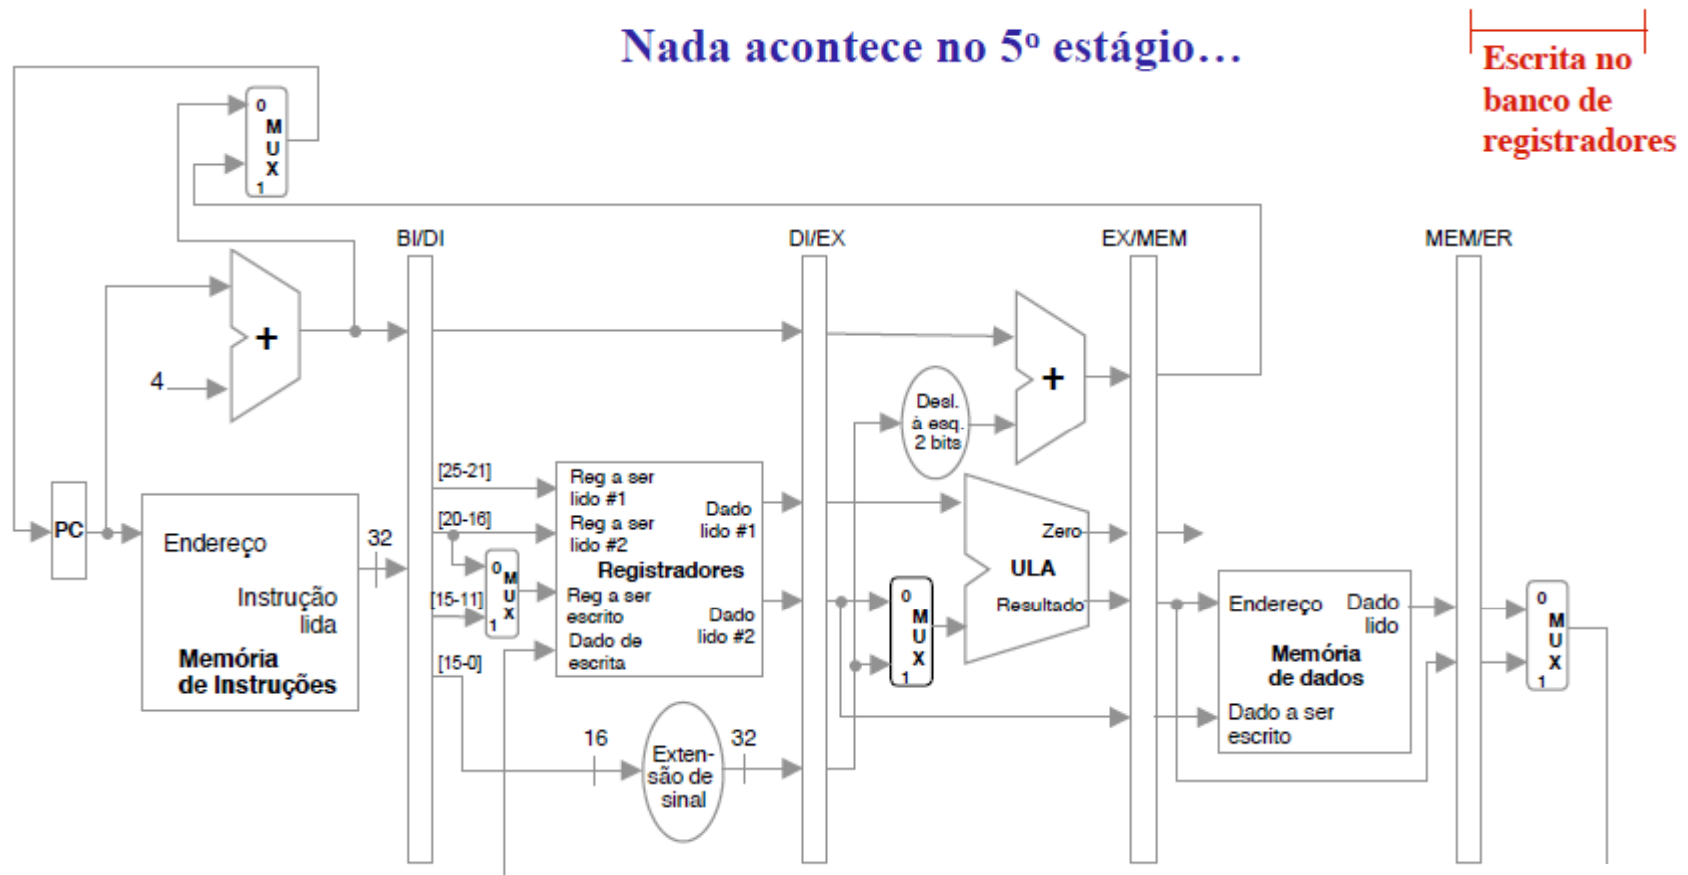 Nada acontece no 5º estágio...
Escrita no
banco de
registradores
0
M
U
X
1
BI/DI
DI/EX
EX/MEM
MEM/ER
+
4
+
Desl.
à esq.
2 bits
[25-21]
[20-16]
[15-11]
[15-0]
Reg a ser
lido #1
Reg a ser
lido #2
Registradores
Reg a ser
escrito
Dado de
escrita
Dado
lido #1
Dado
lido #2
0
M
U
X
1
PC
Endereço
Instrução
lida
Memória
de Instruções
32
Zero
ULA
Resultado
0
M
U
X
1
Endereço
Dado
lido
Memória
de dados
Dado a ser
escrito
0
M
U
X
1
16
Exten-
são de
sinal
32